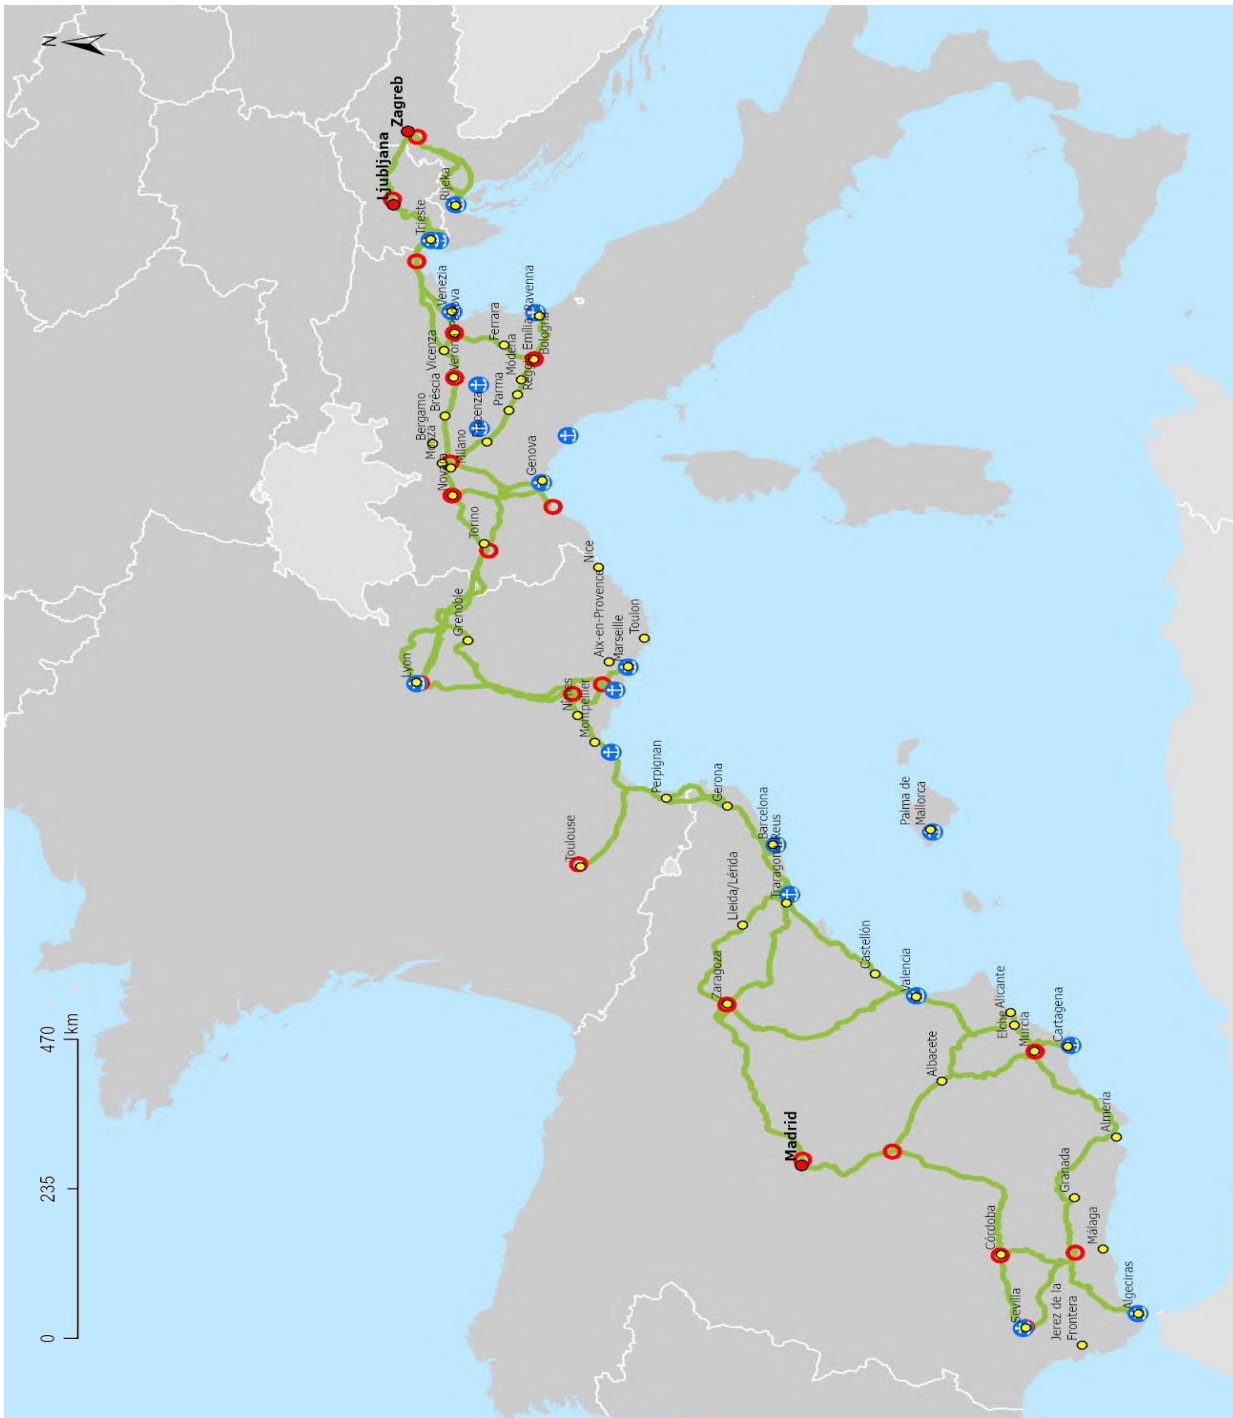 N
Zagreb
Ljubljana
Rijeka
Trieste
Venezia
Padova
Ravenna
Vicenza
Verona
Ferrara
Bologna
Reggio Emilia
Módena
Parma
Bréscia
Bergamo
Monza
Milano
Piacenza
Novara
Genova
Torino
Nice
Grenoble
Aix-en-Provence
Marseille
Toulon
Lyon
Nîmes
Montpellier
Perpignan
Gerona
Toulouse
Barcelona
Reus
Traragona
Lleida/Lérida
Palma de
Mallorca
Zaragoza
Castellón
Valencia
Alicante
Elche
Murcia
Cartagena
Albacete
Almería
Madrid
Granada
Málaga
Córdoba
Sevilla
Jerez de la
Frontera
Algeciras
0
235
470
km